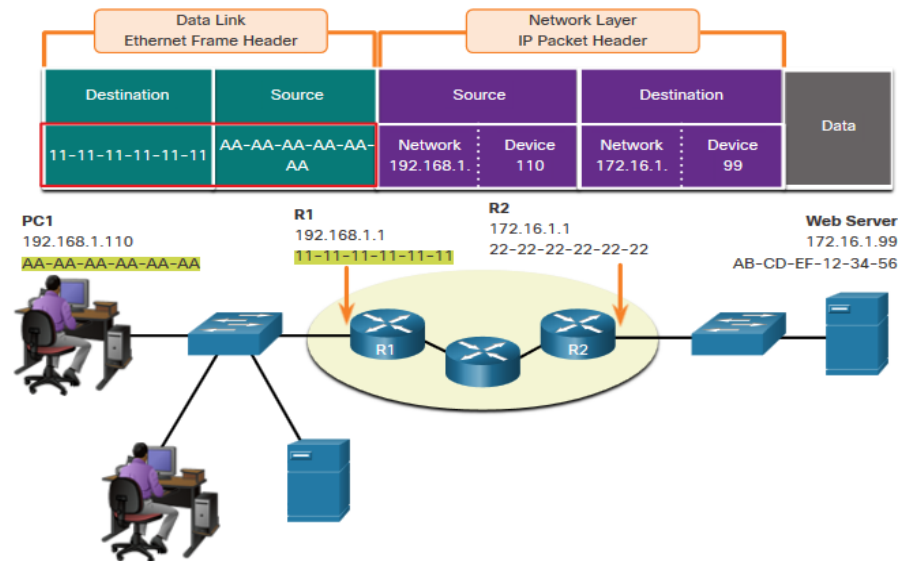 Data Link
Ethernet Frame Header
Network Layer
IP Packet Header
Destination
Source
Source
Destination
Data
11-11-11-11-11-11
AA-AA-AA-AA-AA-
AA
Network
192.168.1.
Device
110
Network
172.16.1.
Device
99
PC1
192.168.1.110
AA-AA-AA-AA-AA-AA
R1
192.168.1.1
11-11-11-11-11-11
R2
172.16.1.1
22-22-22-22-22-22
Web Server
172.16.1.99
AB-CD-EF-12-34-56
R1
R2